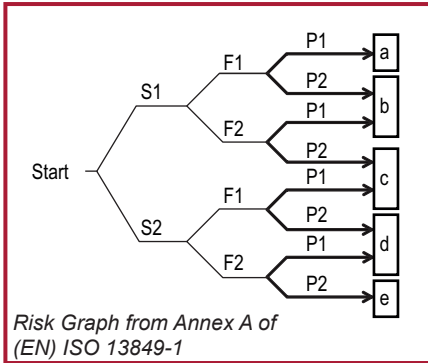 P1
a
F1
P2
S1
b
P1
F2
P2
c
Start
P1
F1
P2
S2
d
P1
F2
P2
e
Risk Graph from Annex A of
(EN) ISO 13849-1